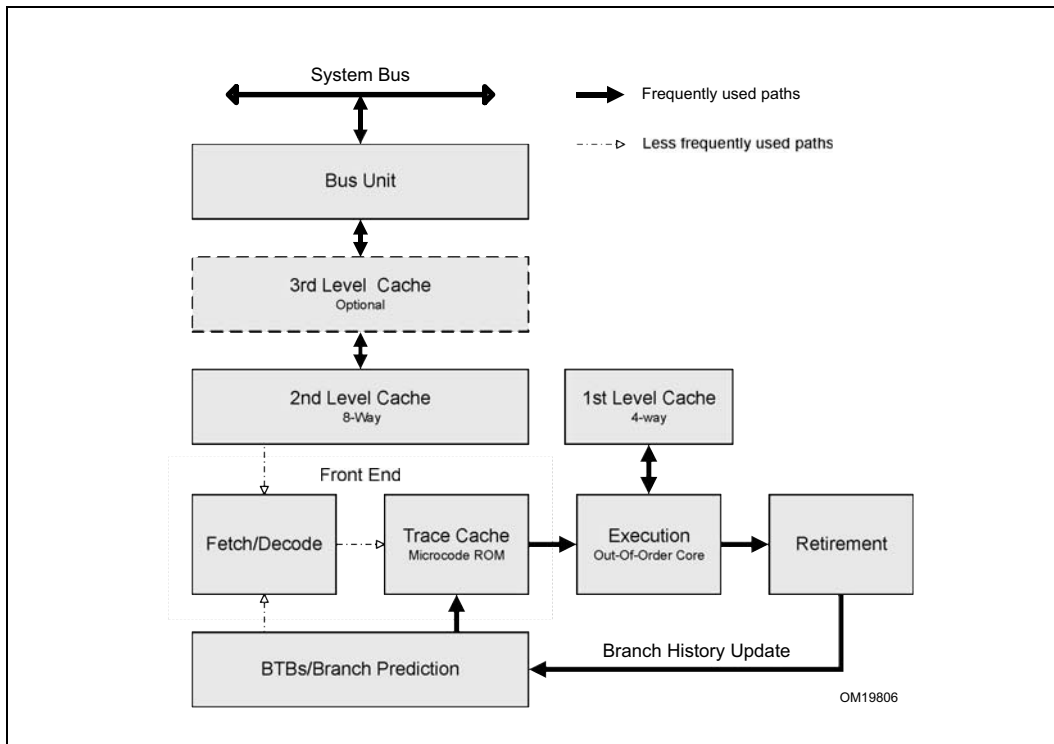 System Bus
Frequently used paths
Less frequently used paths
Bus Unit
3rd Level Cache
Optional
2nd Level Cache
8-Way
1st Level Cache
4-way
Front End
Fetch/Decode
Trace Cache
Microcode ROM
Execution
Out-Of-Order Core
Retirement
BTBs/Branch Prediction
Branch History Update
OM19806